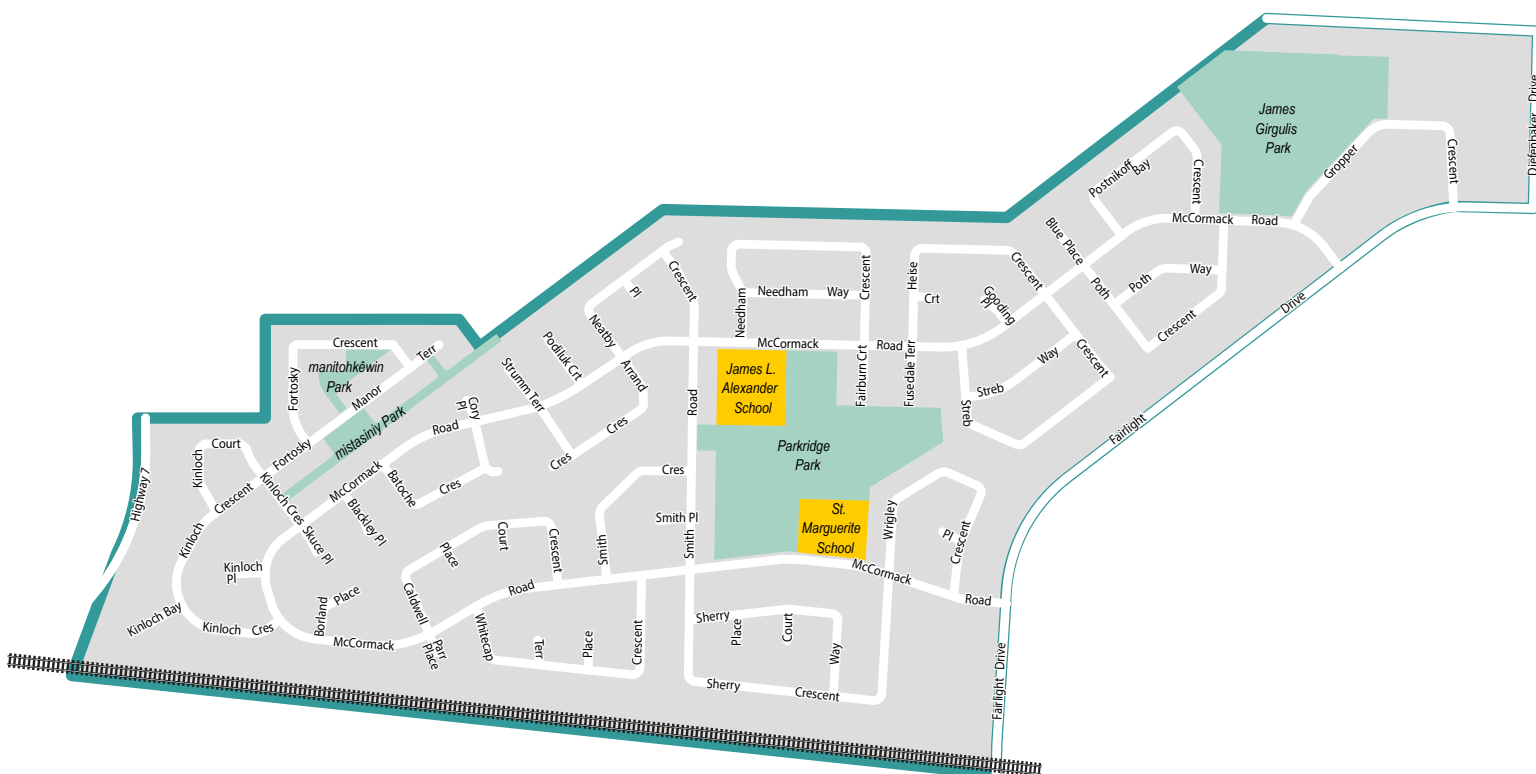 James
Girgulis
Park
Diefenbaker Drive
Gropper
Crescent
Postnikoff
Bay
Crescent
McCormack Road
Blue Place
Poth
Poth Way
Crescent
Drive
Fairlight
Heise
Crt
Crescent
Gooding
Pl
Crescent
Way
Streb
Streb
Crescent
Needham Way
Needham
McCormack Road
Fairburn Crt
Fusedale Terr
Crescent
Pl
Neatby
Arrand
Cres
Cres
Podiluk Crt
Strumm Terr
James L.
Alexander
School
Road
Parkridge
Park
St.
Marguerite
School
Crescent
Terr
manitohkêwin
Park
Fortosky
Manor
mistasiniy Park
Fortosky
Cory
Pl
Road
McCormack
Batoche
Cres
Blackley Pl
Court
Kinloch
Crescent
Kinloch
Kinloch Cres
Skuce Pl
Highway 7
Kinloch
Pl
Kinloch Bay
Kinloch Cres
Borland
Place
McCormack
Place
Court
Crescent
Caldwell
Parr
Place
Road
Whitecap
Terr
Place
Crescent
Cres
Smith Pl
Smith
Smith
Wrigley
Pl
Crescent
McCormack
Road
Sherry
Place
Court
Way
Sherry
Crescent
Fairlight Drive